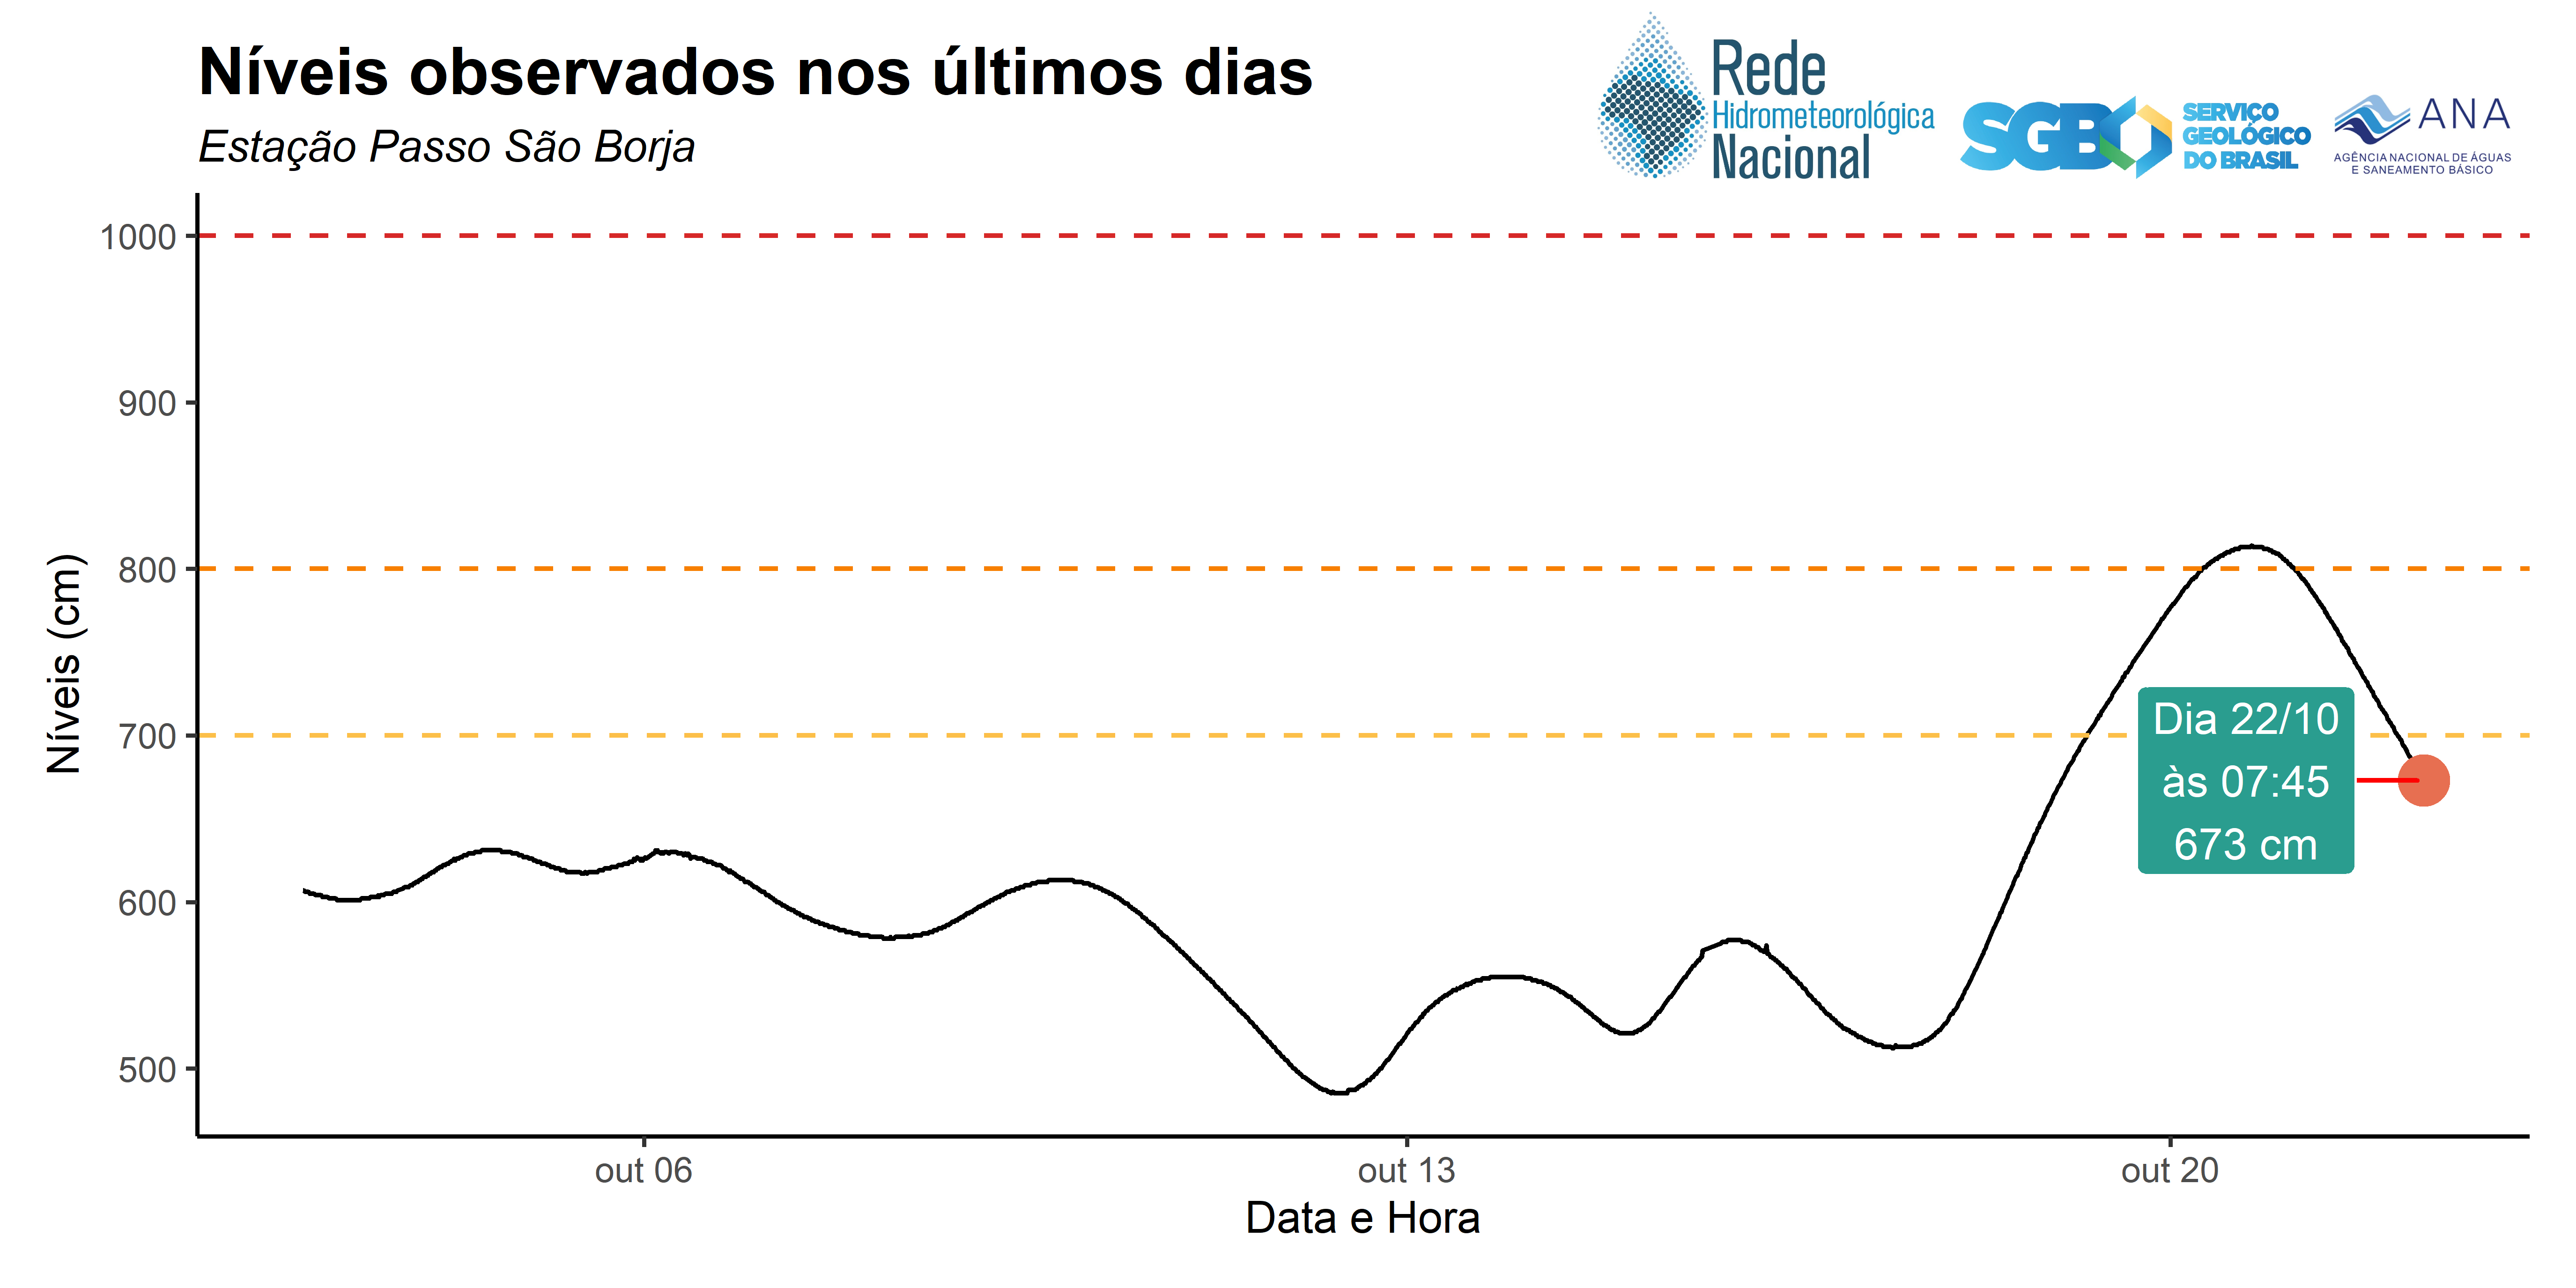 Níveis observados nos últimos dias
Estação Passo São Borja
Rede
Hidrometeorológica
Nacional
SGB
SERVIÇO
GEOLÓGICO
DO BRASIL
ANA
AGÊNCIA NACIONAL DE ÁGUAS
E SANEAMENTO BÁSICO
Níveis (cm)
1000
900
800
700
600
500
Dia 22/10
às 07:45
673 cm
out 06
out 13
out 20
Data e Hora